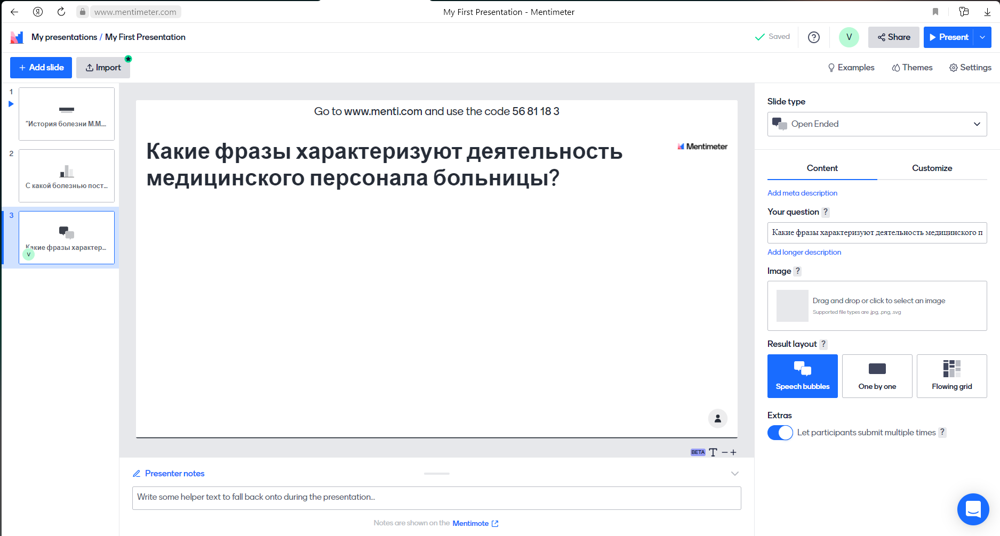 www.mentimeter.com
My First Presentation - Mentimeter
My presentations / My First Presentation
Saved
?
V
Share
Present
+ Add slide
Import
Examples
Themes
Settings
1
"История болезни М.М....
2
С какой болезнью пост...
3
Какие фразы характер...
V
Go to www.menti.com and use the code 56 81 18 3
Какие фразы характеризуют деятельность
медицинского персонала больницы?
Mentimeter
BETA T − +
Presenter notes
Write some helper text to fall back onto during the presentation...
Notes are shown on the Mentimote
Slide type
Open Ended
Content
Customize
Add meta description
Your question ?
Какие фразы характеризуют деятельность медицинского п
Add longer description
Image ?
Drag and drop or click to select an image
Supported file types are .jpg, .png, .svg
Result layout ?
Speech bubbles
One by one
Flowing grid
Extras
Let participants submit multiple times ?